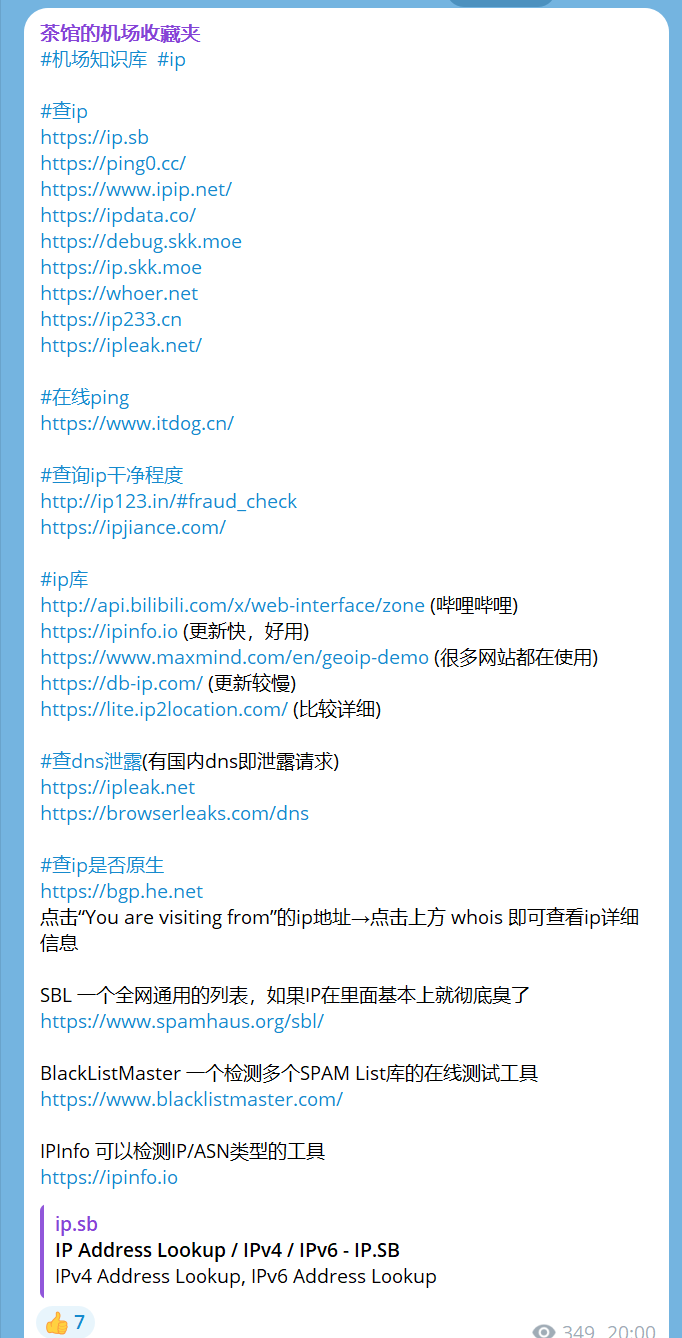 茶馆的机场收藏夹
#机场知识库 #ip
#查ip
https://ip.sb
https://ping0.cc/
https://www.ipip.net/
https://ipdata.co/
https://debug.skk.moe
https://ip.skk.moe
https://whoer.net
https://ip233.cn
https://ipleak.net/
#在线ping
https://www.itdog.cn/
#查询ip干净程度
http://ip123.in/#fraud_check
https://ipjiance.com/
#ip库
http://api.bilibili.com/x/web-interface/zone (哔哩哔哩)
https://ipinfo.io (更新快，好用)
https://www.maxmind.com/en/geoip-demo (很多网站都在使用)
https://db-ip.com/ (更新较慢)
https://lite.ip2location.com/ (比较详细)
#查dns泄露(有国内dns即泄露请求)
https://ipleak.net
https://browserleaks.com/dns
#查ip是否原生
https://bgp.he.net
点击“You are visiting from”的ip地址→点击上方 whois 即可查看ip详细
信息
SBL 一个全网通用的列表，如果IP在里面基本上就彻底臭了
https://www.spamhaus.org/sbl/
BlackListMaster 一个检测多个SPAM List库的在线测试工具
https://www.blacklistmaster.com/
IPInfo 可以检测IP/ASN类型的工具
https://ipinfo.io
ip.sb
IP Address Lookup / IPv4 / IPv6 - IP.SB
IPv4 Address Lookup, IPv6 Address Lookup
👍 7
349 20:00